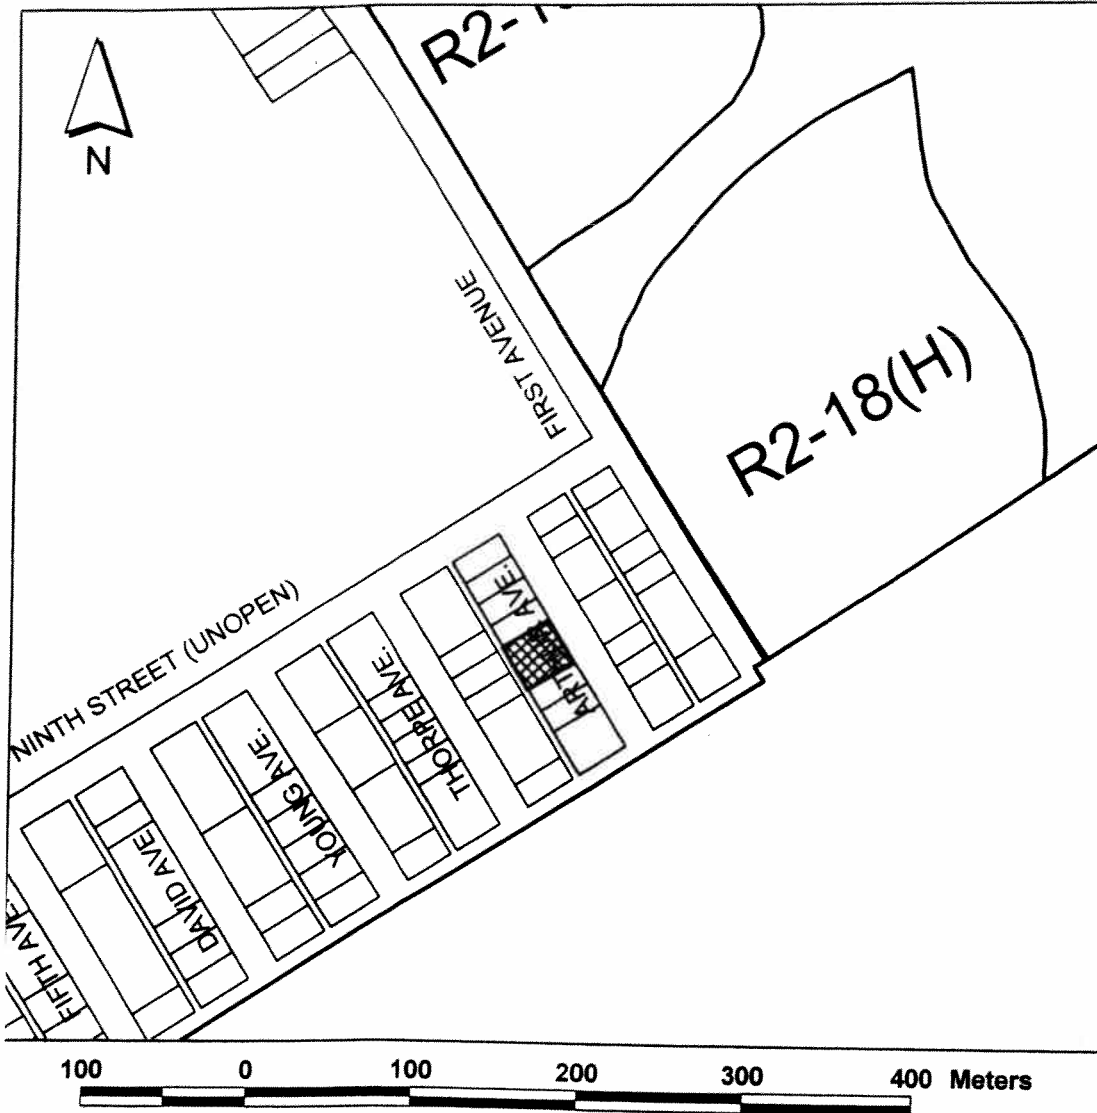 R2-1
N
FIRST AVENUE
R2-18(H)
NINTH STREET (UNOPEN)
AVE.
THORPE AVE.
YOUNG AVE.
DAVID AVE.
FIFTH AVE.
100 0 100 200 300 400 Meters